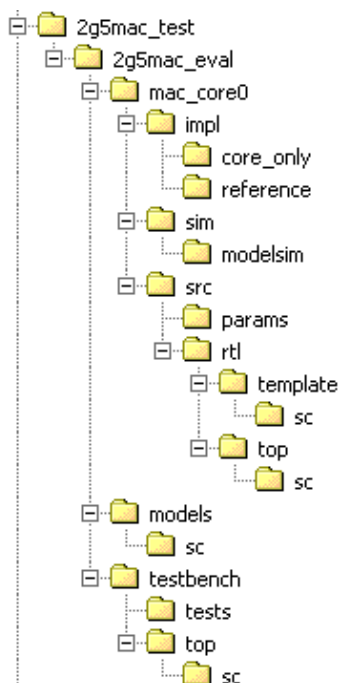 2g5mac_test
2g5mac_eval
mac_core0
impl
core_only
reference
sim
modelsim
src
params
rtl
template
sc
top
sc
models
sc
testbench
tests
top
sc